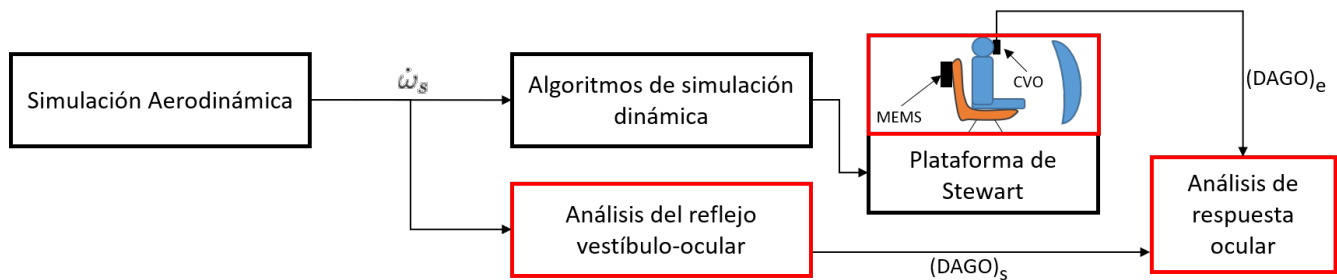 Simulación Aerodinámica
ω̇ₛ
Algoritmos de simulación
dinámica
MEMS
CVO
Plataforma de
Stewart
(DAGO)ₑ
Análisis del reflejo
vestíbulo-ocular
(DAGO)ₛ
Análisis de
respuesta
ocular